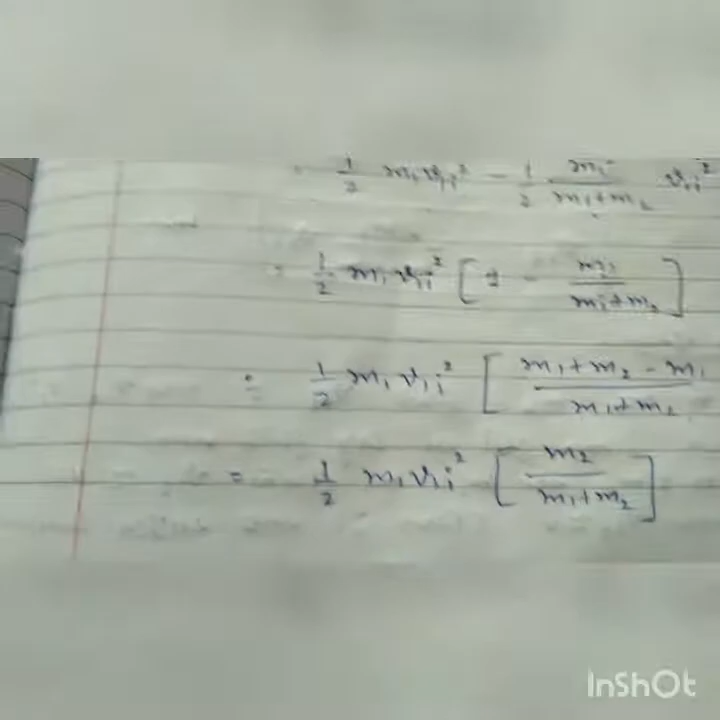 1/2 m₁v₁ᵢ² - 1/2 m₁²/(m₁+m₂) v₁ᵢ²
= 1/2 m₁v₁ᵢ² [1 - m₁/(m₁+m₂)]
= 1/2 m₁v₁ᵢ² [(m₁+m₂-m₁)/(m₁+m₂)
= 1/2 m₁v₁ᵢ² [m₂/(m₁+m₂)]
InShOt